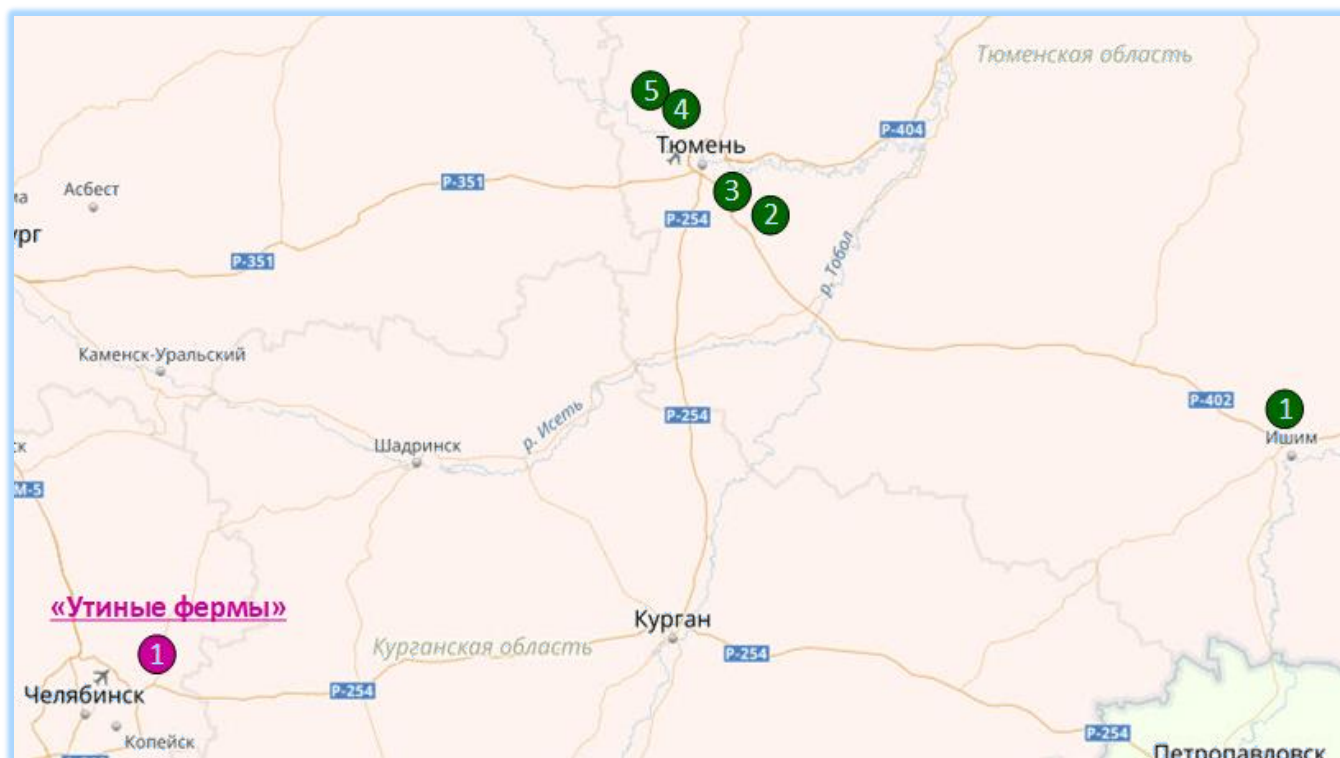 Тюменская область
5
4
Р-404
Тюмень
Р-351
Асбест
3
ург
Р-254
2
р. Тобол
Р-351
Каменск-Уральский
Р-402
1
Р-254
р. Исеть
Ишим
Шадринск
М-5
«Утиные фермы»
Курган
1
Курганская область
Р-254
Челябинск
Р-254
Копейск
Р-254
Петропавловск